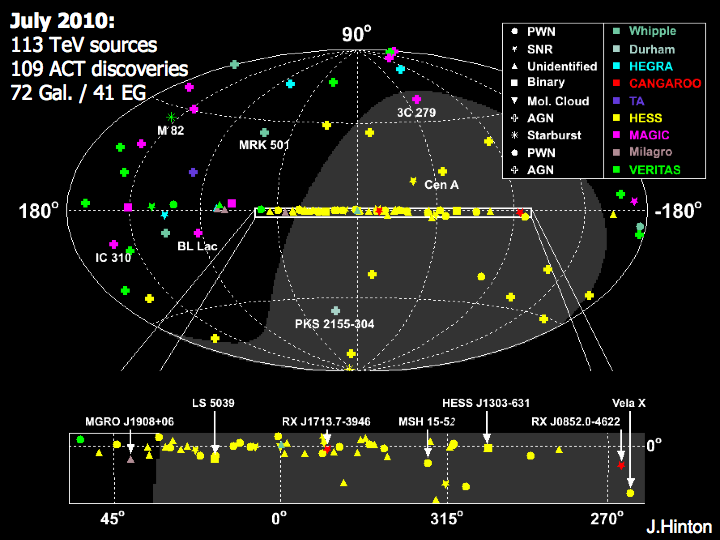 July 2010:
113 TeV sources
109 ACT discoveries
72 Gal. / 41 EG
90°
180°
-180°
M 82
MRK 501
3C 279
Cen A
BL Lac
IC 310
PKS 2155-304
PWN
SNR
Unidentified
Binary
Mol. Cloud
AGN
Starburst
PWN
AGN
Whipple
Durham
HEGRA
CANGAROO
TA
HESS
MAGIC
Milagro
VERITAS
LS 5039
HESS J1303-631
Vela X
MGRO J1908+06
RX J1713.7-3946
MSH 15-52
RX J0852.0-4622
0°
45°
0°
315°
270°
J.Hinton